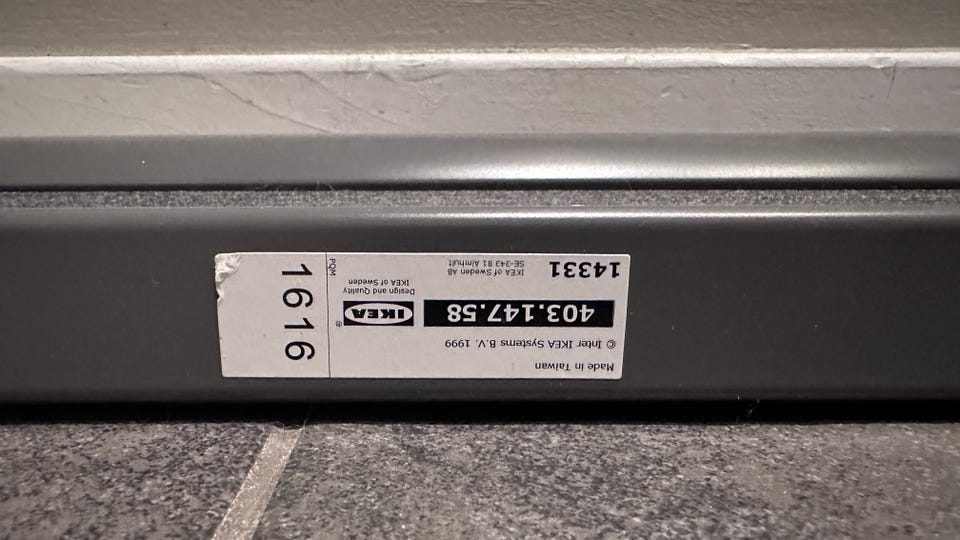 Made in Taiwan
© Inter IKEA Systems B.V. 1999
403.147.58
IKEA®
Design and Quality
IKEA of Sweden
14331
IKEA of Sweden AB
SE-343 81 Älmhult
PQM
1616